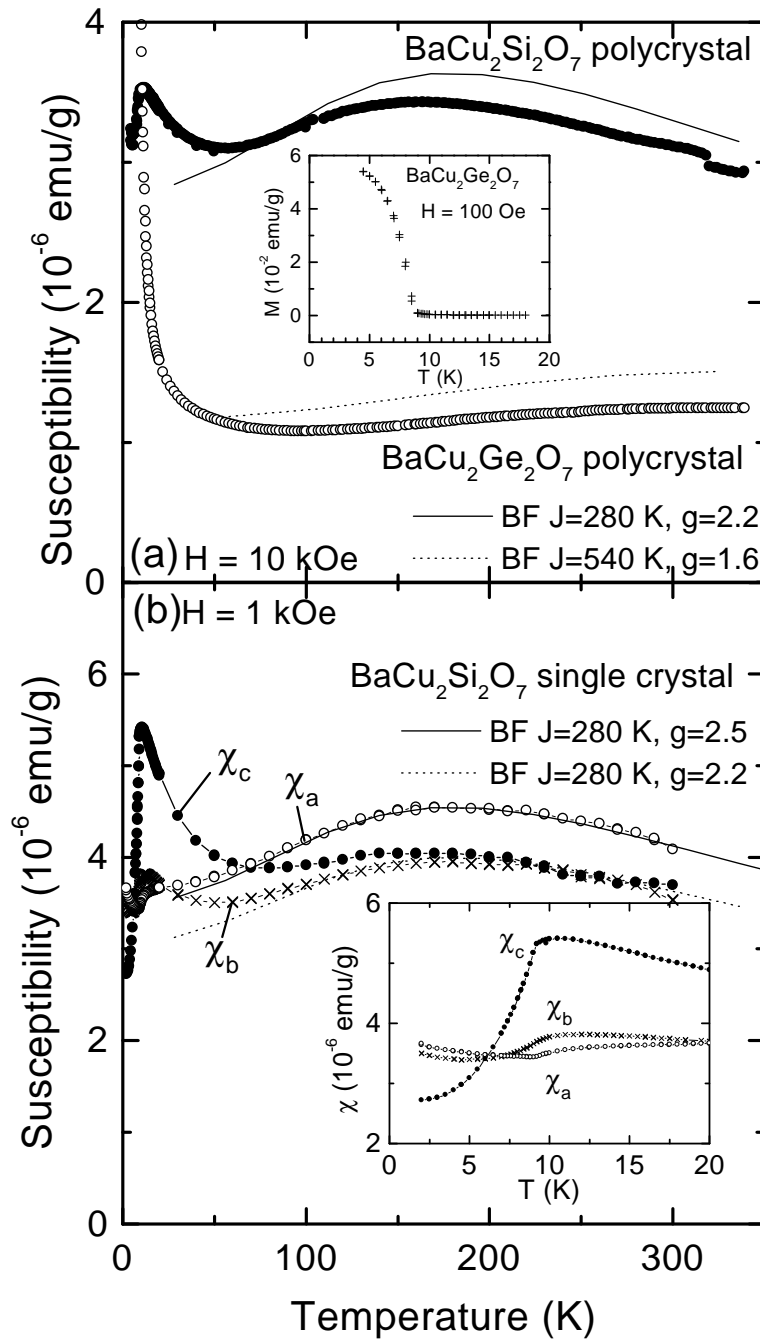 4
BaCu₂Si₂O₇ polycrystal
6
BaCu₂Ge₂O₇
H = 100 Oe
4
2
0
M (10⁻² emu/g)
0 5 10 15 20
T (K)
2
Susceptibility (10⁻⁶ emu/g)
BaCu₂Ge₂O₇ polycrystal
BF J=280 K, g=2.2
BF J=540 K, g=1.6
(a) H = 10 kOe
0
(b) H = 1 kOe
6
BaCu₂Si₂O₇ single crystal
BF J=280 K, g=2.5
BF J=280 K, g=2.2
χc
χa
4
χb
Susceptibility (10⁻⁶ emu/g)
6
χc
χb
4
χa
2
χ (10⁻⁶ emu/g)
0 5 10 15 20
T (K)
2
0
0 100 200 300
Temperature (K)